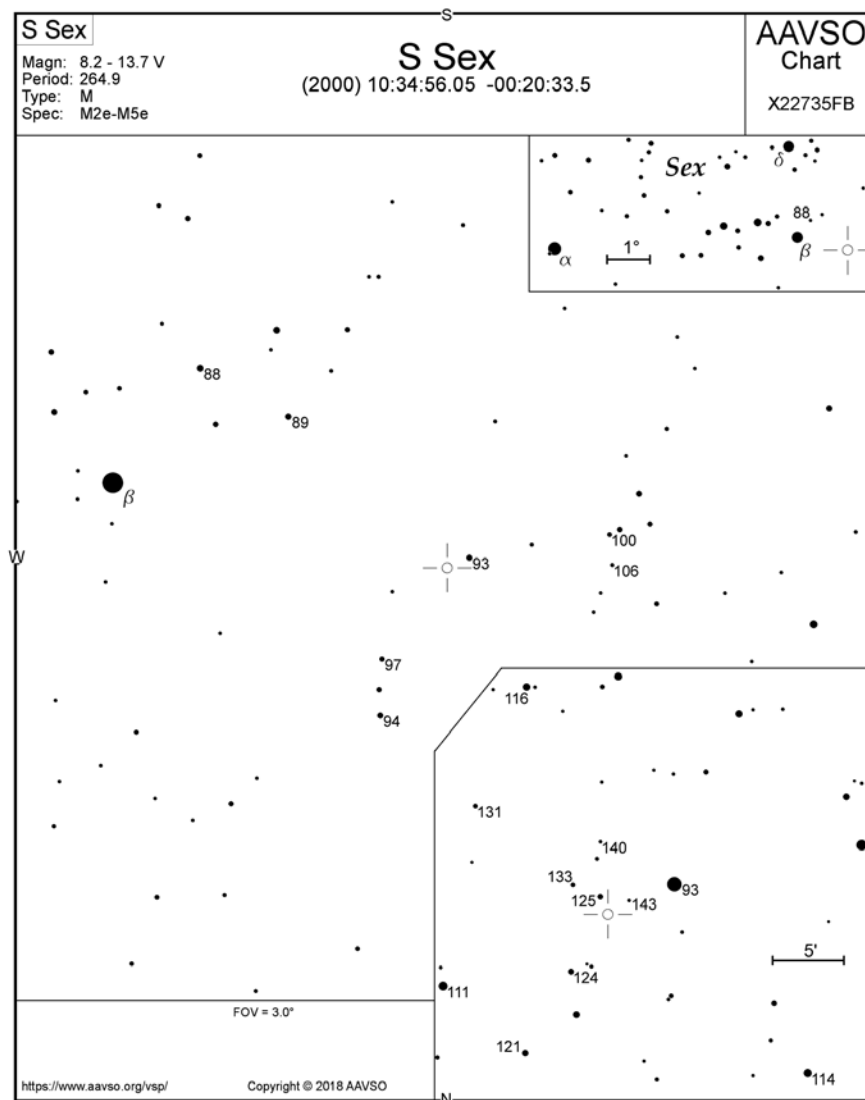 S
S Sex
Magn: 8.2 - 13.7 V
Period: 264.9
Type: M
Spec: M2e-M5e
S Sex
(2000) 10:34:56.05 -00:20:33.5
AAVSO
Chart
X22735FB
Sex
δ
88
α
1°
β
88
89
β
W
93
100
106
97
94
116
131
140
133
93
125
143
5'
124
111
121
114
FOV = 3.0°
https://www.aavso.org/vsp/
Copyright © 2018 AAVSO
N